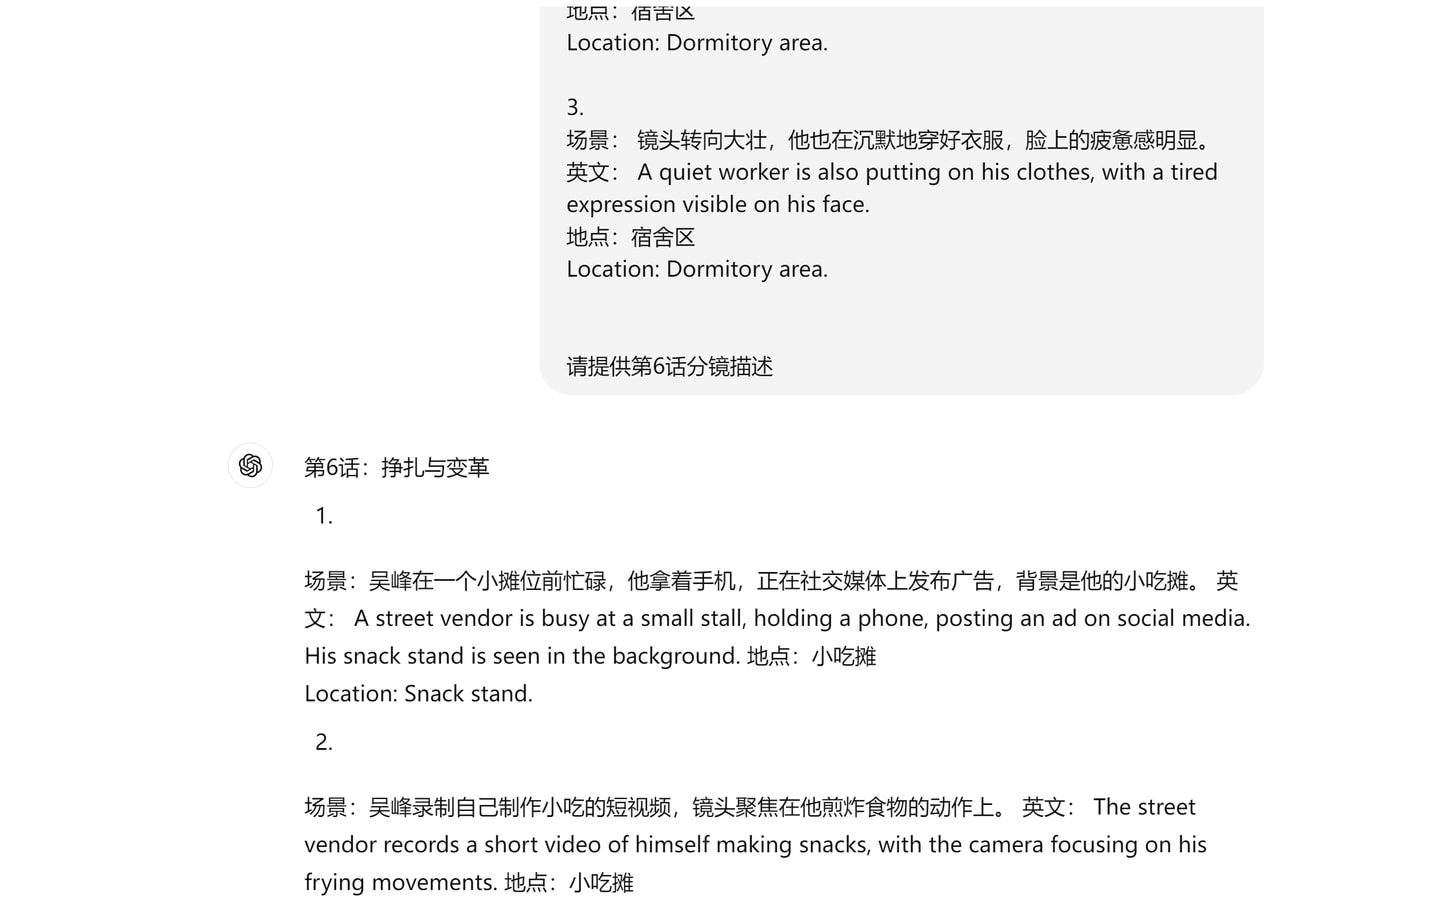 地点：宿舍区
Location: Dormitory area.
3.
场景： 镜头转向大壮，他也在沉默地穿好衣服，脸上的疲惫感明显。
英文： A quiet worker is also putting on his clothes, with a tired
expression visible on his face.
地点：宿舍区
Location: Dormitory area.
请提供第6话分镜描述
第6话：挣扎与变革
1.
场景：吴峰在一个小摊位前忙碌，他拿着手机，正在社交媒体上发布广告，背景是他的小吃摊。 英
文： A street vendor is busy at a small stall, holding a phone, posting an ad on social media.
His snack stand is seen in the background. 地点：小吃摊
Location: Snack stand.
2.
场景：吴峰录制自己制作小吃的短视频，镜头聚焦在他煎炸食物的动作上。 英文： The street
vendor records a short video of himself making snacks, with the camera focusing on his
frying movements. 地点：小吃摊